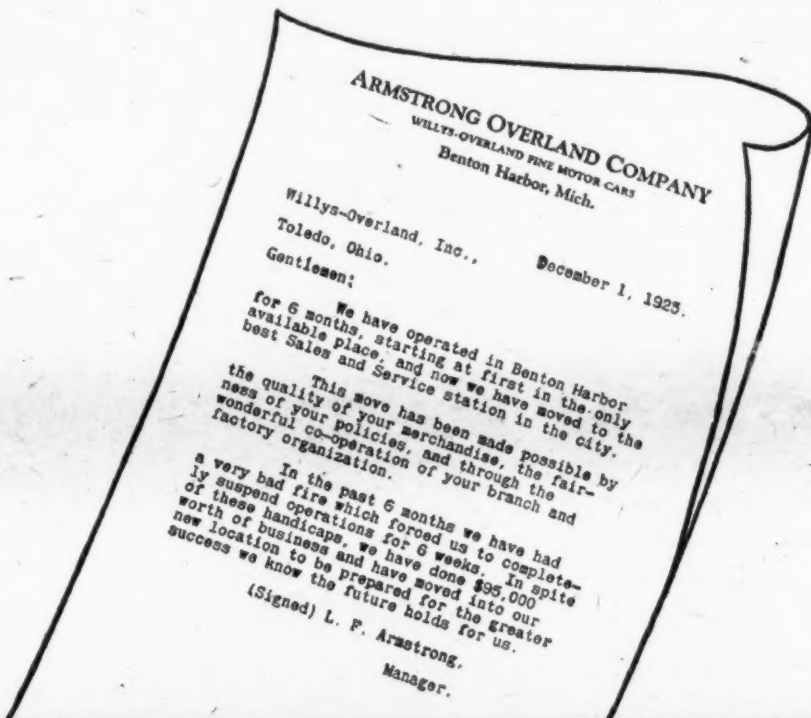 ARMSTRONG OVERLAND COMPANY
WILLYS-OVERLAND FINE MOTOR CARS
Benton Harbor, Mich.
December 1, 1925.
Willys-Overland, Inc.,
Toledo, Ohio.
Gentlemen:
We have operated in Benton Harbor
for 6 months, starting at first in the only
available place, and now we have moved to the
best Sales and Service station in the city.
This move has been made possible by
the quality of your merchandise, the fair-
ness of your policies, and through the
wonderful co-operation of your branch and
factory organization.
In the past 6 months we have had
a very bad fire which forced us to complete-
ly suspend operations for 6 weeks. In spite
of these handicaps, we have done $95,000
worth of business and have moved into our
new location to be prepared for the greater
success we know the future holds for us.
(Signed) L. F. Armstrong,
Manager.